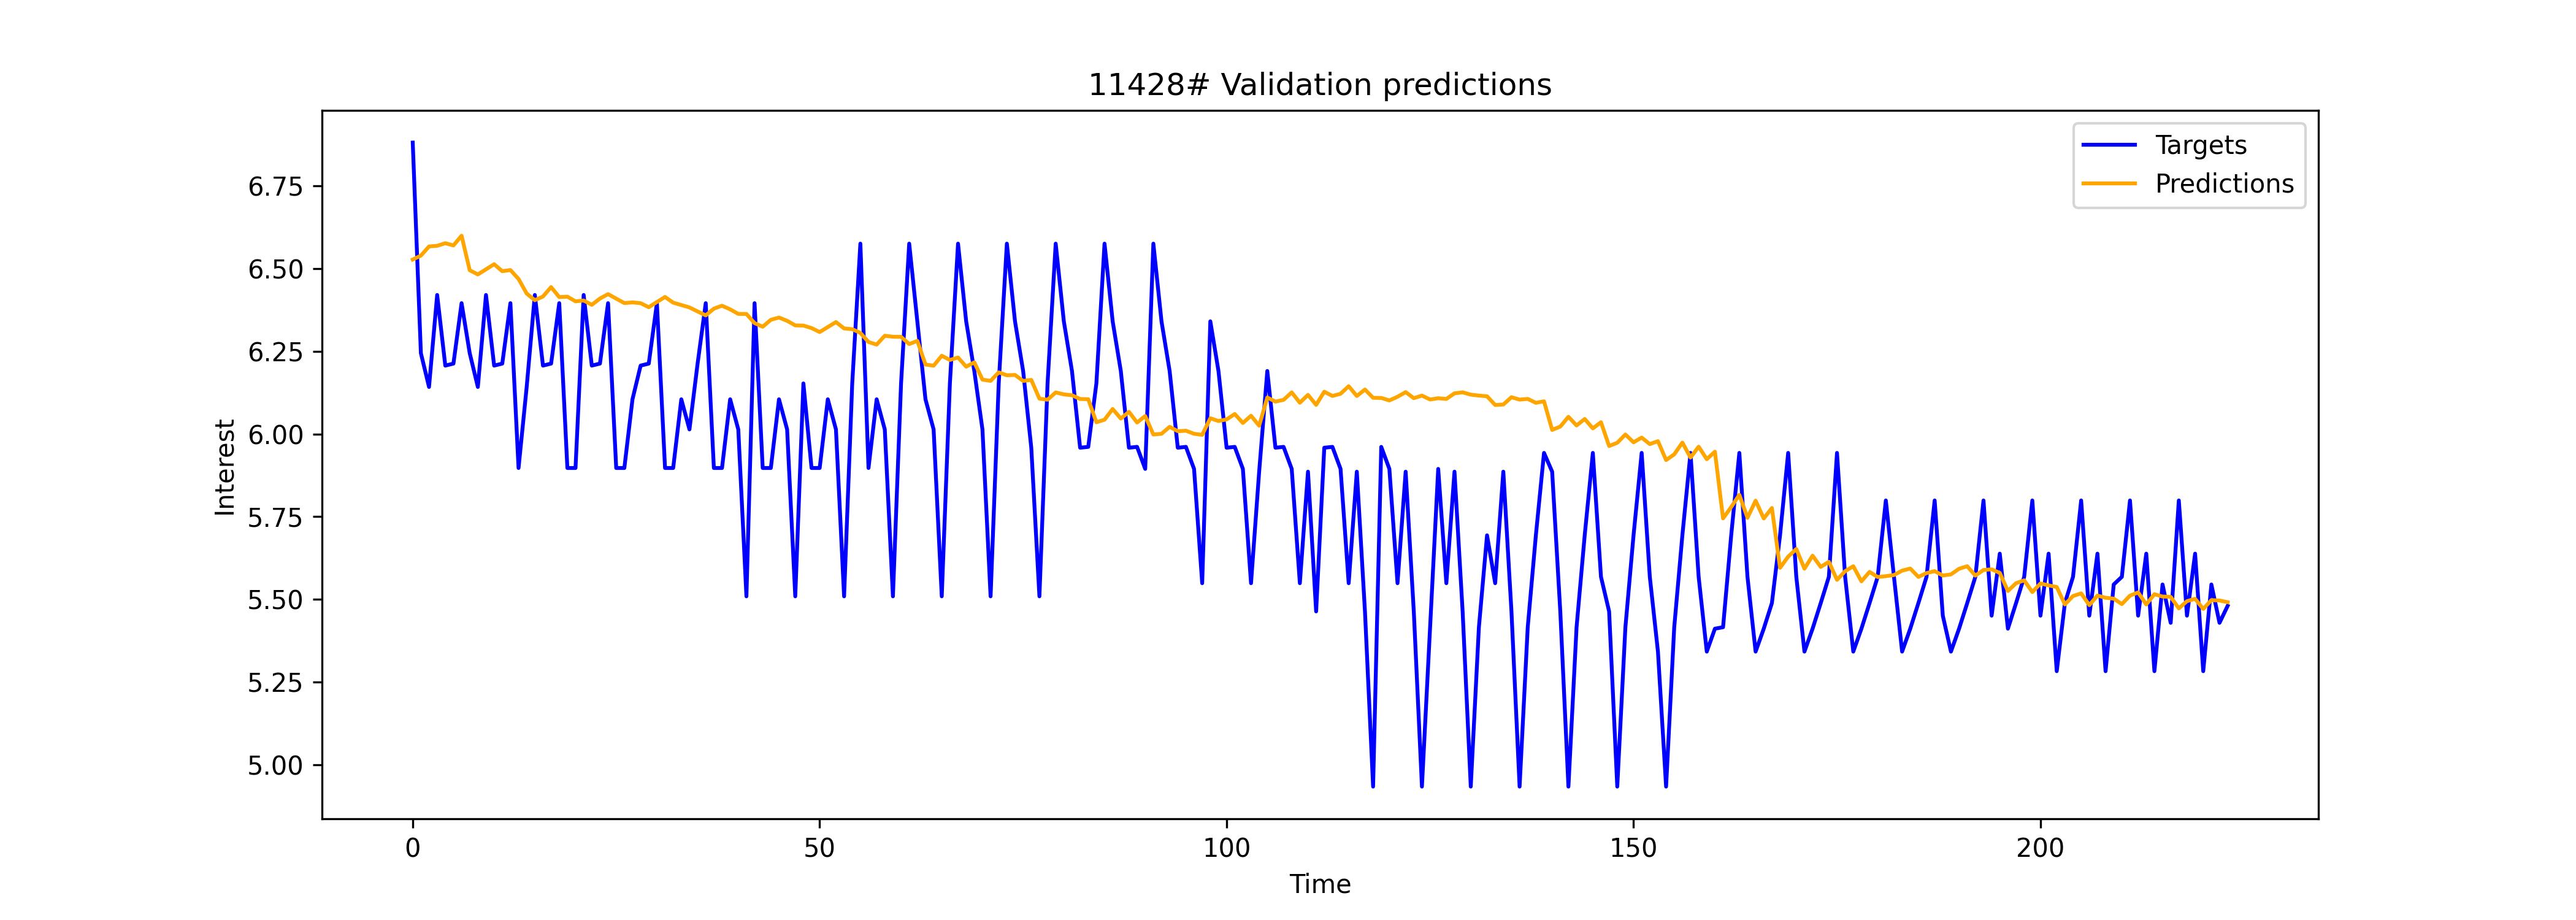 11428# Validation predictions
Targets
Predictions
Interest
6.75
6.50
6.25
6.00
5.75
5.50
5.25
5.00
0 50 100 150 200
Time